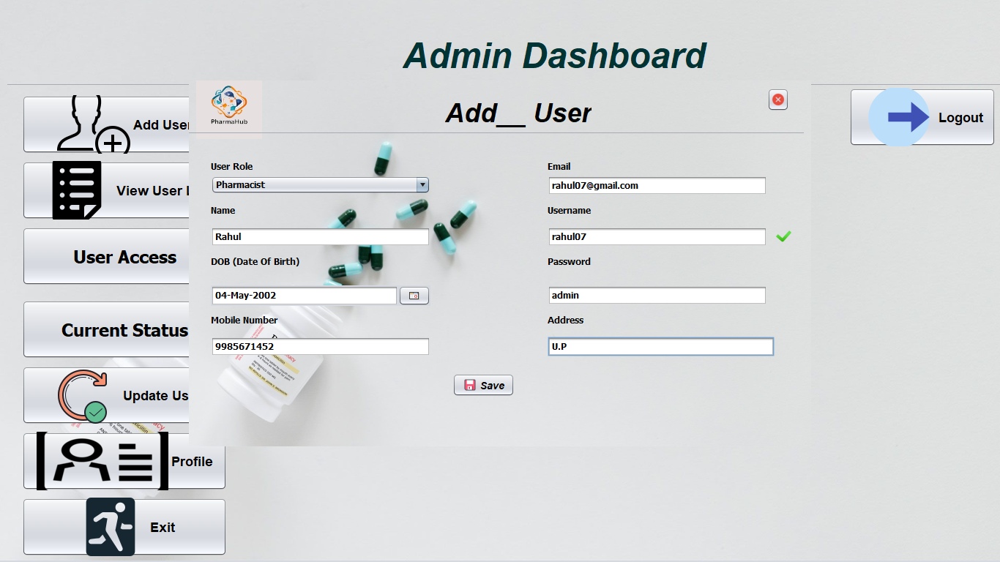 Admin Dashboard
PharmaHub
Add__ User
Logout
Add User
View User
User Access
Current Status
Update Us
Profile
Exit
User Role
Pharmacist
Name
Rahul
DOB (Date Of Birth)
04-May-2002
Mobile Number
9985671452
Email
rahul07@gmail.com
Username
rahul07
Password
admin
Address
U.P
Save